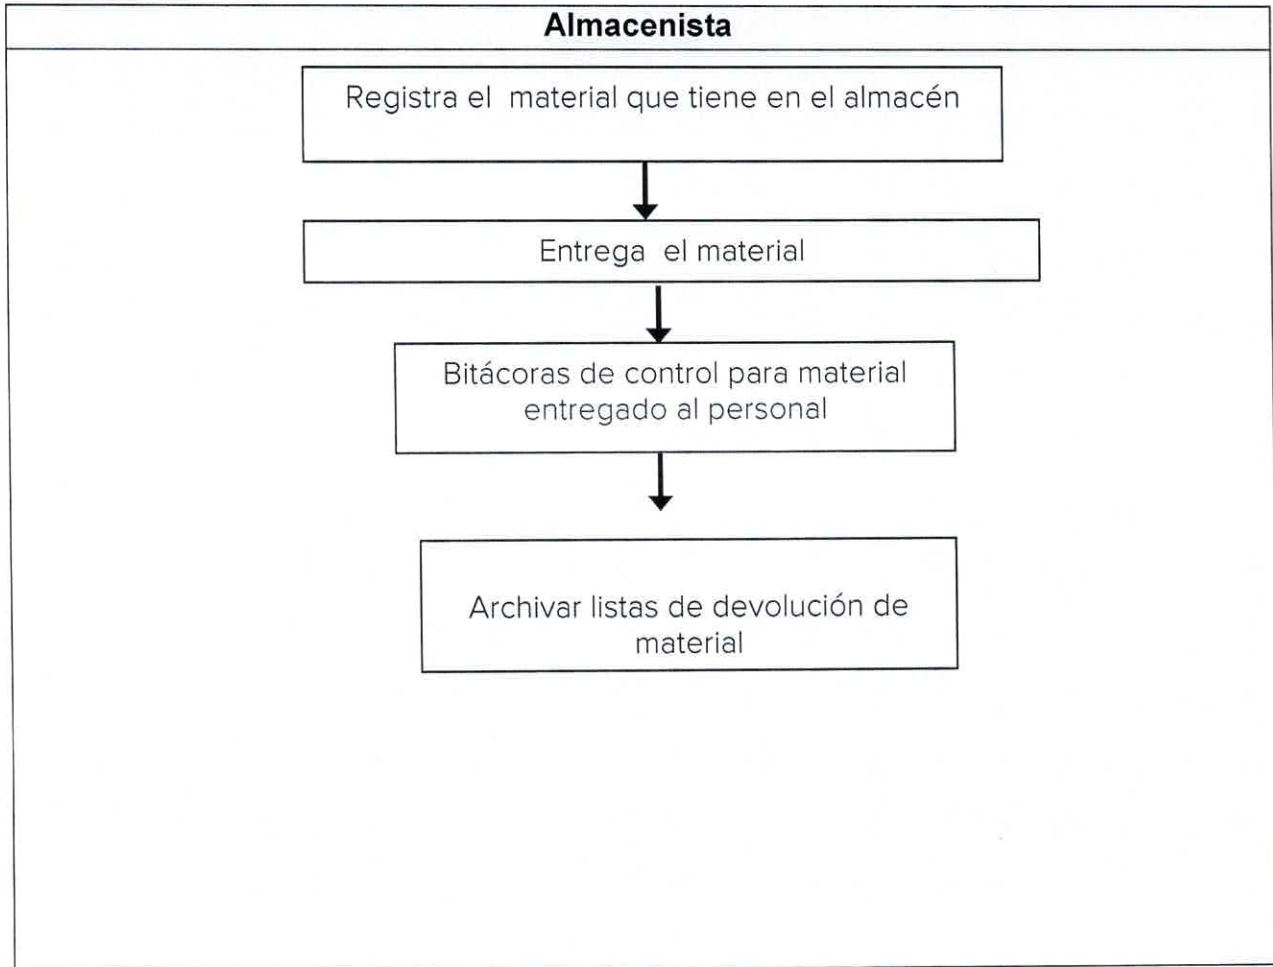 Almacenista
Registra el  material que tiene en el almacén
Entrega  el material
Bitácoras de control para material
entregado al personal
Archivar listas de devolución de
material